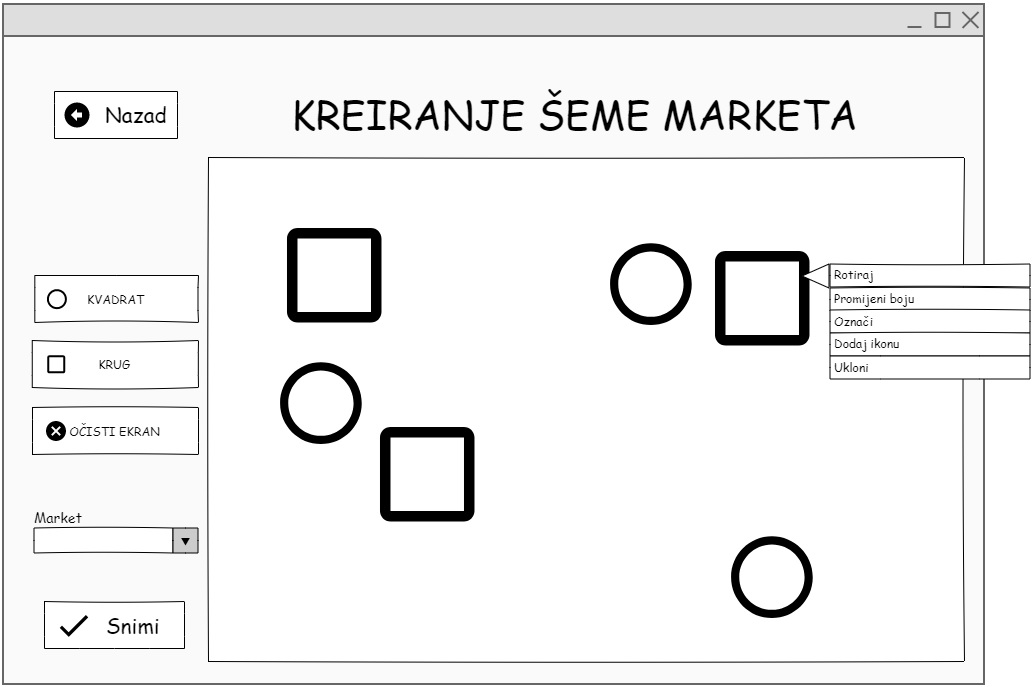 Nazad
KREIRANJE ŠEME MARKETA
KVADRAT
KRUG
OČISTI EKRAN
Market
Snimi
Rotiraj
Promijeni boju
Označi
Dodaj ikonu
Ukloni